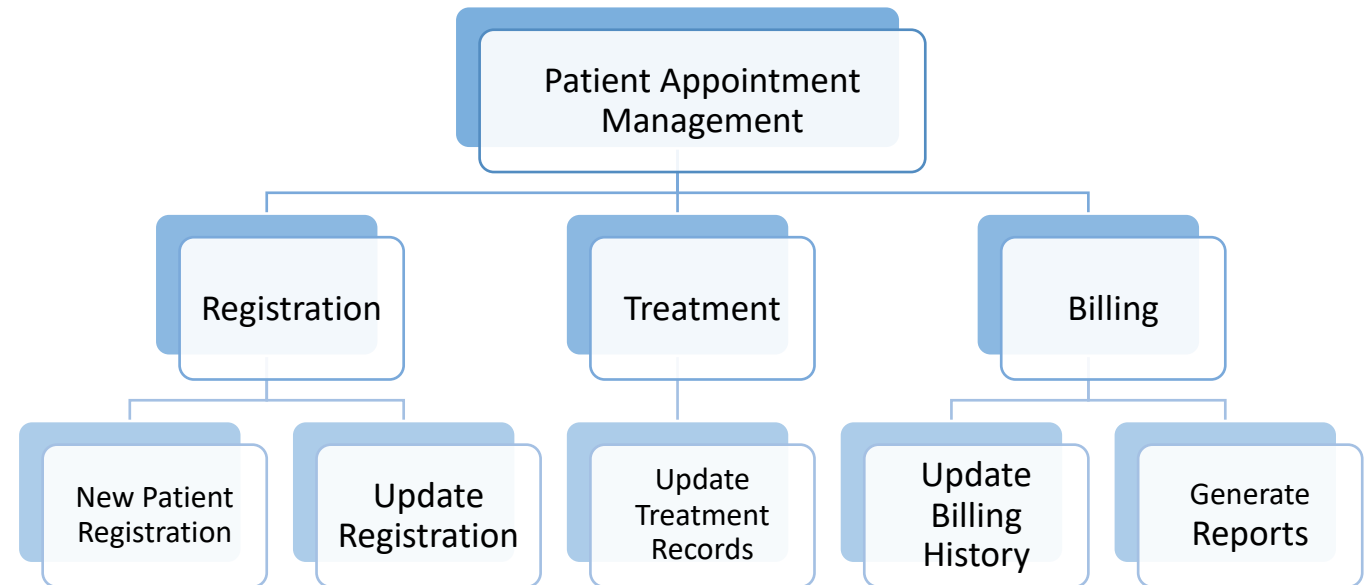 Patient Appointment
Management
Registration
Treatment
Billing
New Patient
Registration
Update
Registration
Update
Treatment
Records
Update
Billing
History
Generate
Reports